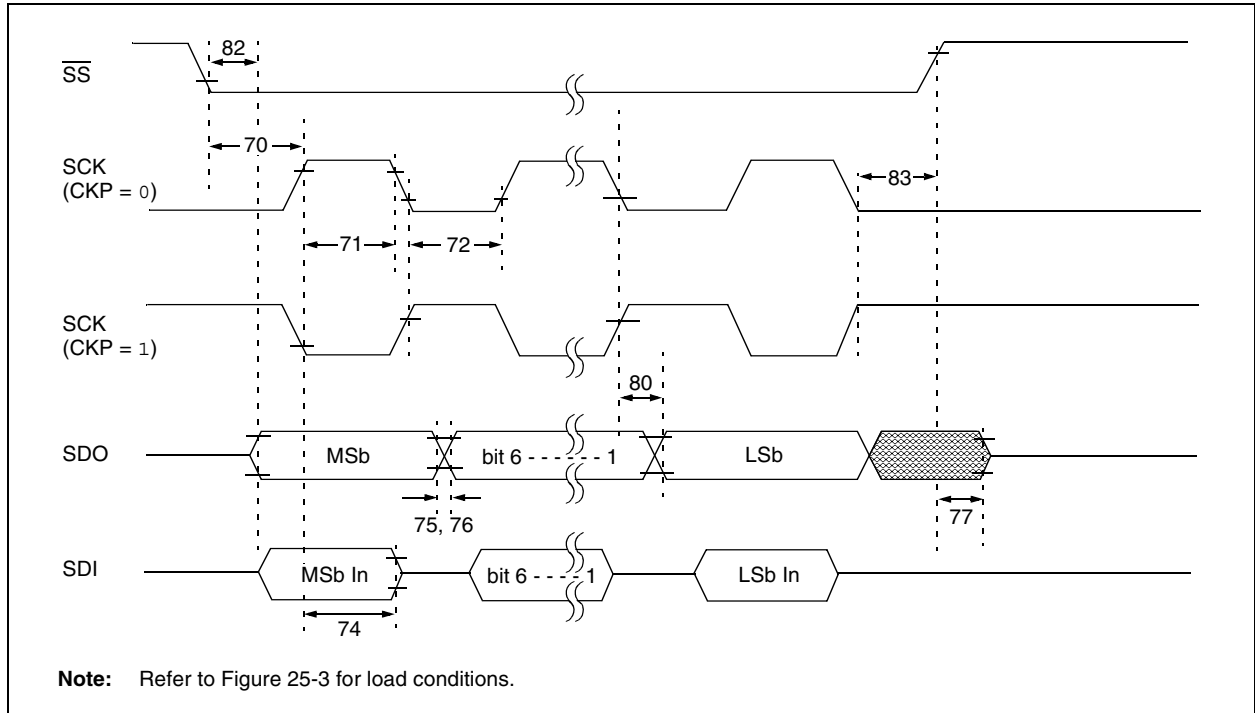 82
SS
70
SCK
(CKP = 0)
83
71
72
SCK
(CKP = 1)
80
SDO
MSb
bit 6 - - - - - - 1
LSb
75, 76
77
SDI
MSb In
bit 6 - - - - - 1
LSb In
74
Note: Refer to Figure 25-3 for load conditions.